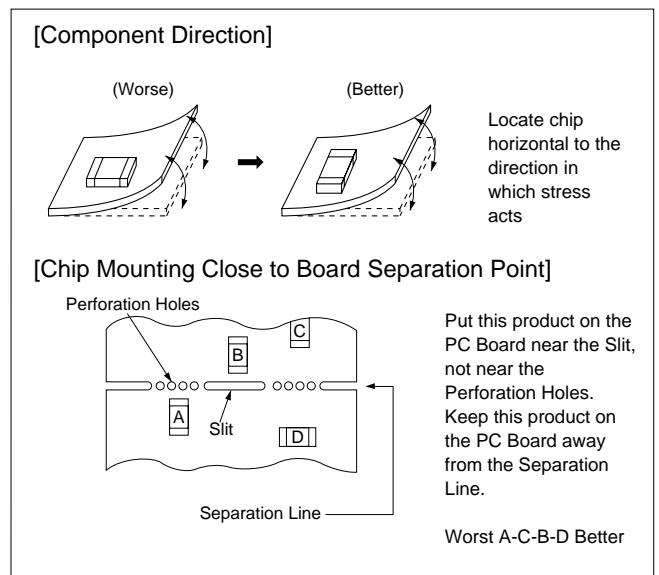 [Component Direction]
(Worse)
(Better)
Locate chip
horizontal to the
direction in
which stress
acts
[Chip Mounting Close to Board Separation Point]
Perforation Holes
C
B
A
Slit
D
Separation Line
Put this product on the
PC Board near the Slit,
not near the
Perforation Holes.
Keep this product on
the PC Board away
from the Separation
Line.
Worst A-C-B-D Better